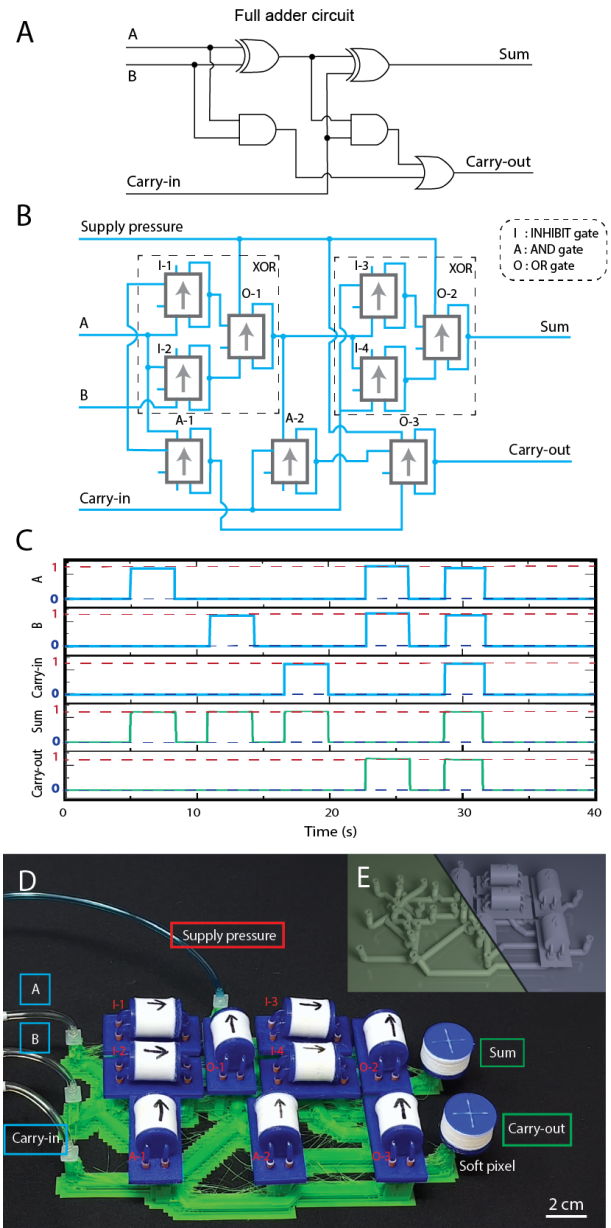 A
Full adder circuit
A
B
Sum
Carry-out
Carry-in
B
Supply pressure
I : INHIBIT gate
A: AND gate
O: OR gate
I-1
XOR
I-3
XOR
O-1
O-2
A
I-2
I-4
Sum
B
A-1
A-2
O-3
Carry-out
Carry-in
C
A
1
0
B
1
0
Carry-in
1
0
Sum
1
0
Carry-out
1
0
0 10 20 30 40
Time (s)
D
E
Supply pressure
A
I-1
I-3
B
I-2
O-1
I-4
O-2
Sum
Carry-in
A-1
A-2
O-3
Carry-out
Soft pixel
2 cm